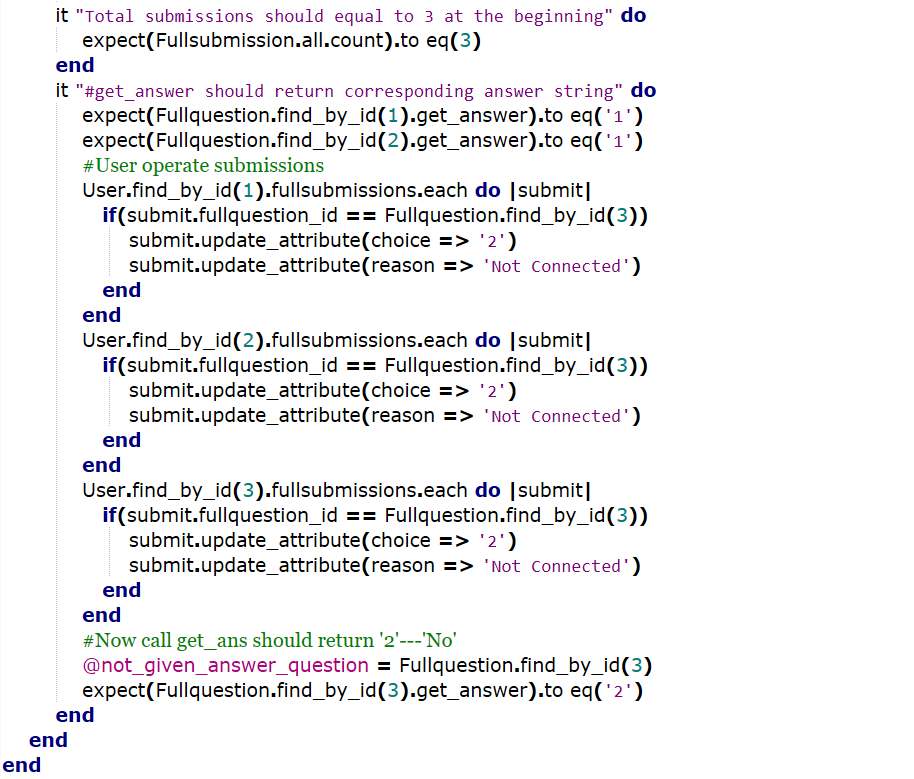 it "Total submissions should equal to 3 at the beginning" do
expect(Fullsubmission.all.count).to eq(3)
end
it "#get_answer should return corresponding answer string" do
expect(Fullquestion.find_by_id(1).get_answer).to eq('1')
expect(Fullquestion.find_by_id(2).get_answer).to eq('1')
#User operate submissions
User.find_by_id(1).fullsubmissions.each do |submit|
if(submit.fullquestion_id == Fullquestion.find_by_id(3))
submit.update_attribute(choice => '2')
submit.update_attribute(reason => 'Not Connected')
end
end
User.find_by_id(2).fullsubmissions.each do |submit|
if(submit.fullquestion_id == Fullquestion.find_by_id(3))
submit.update_attribute(choice => '2')
submit.update_attribute(reason => 'Not Connected')
end
end
User.find_by_id(3).fullsubmissions.each do |submit|
if(submit.fullquestion_id == Fullquestion.find_by_id(3))
submit.update_attribute(choice => '2')
submit.update_attribute(reason => 'Not Connected')
end
end
#Now call get_ans should return '2'---'No'
@not_given_answer_question = Fullquestion.find_by_id(3)
expect(Fullquestion.find_by_id(3).get_answer).to eq('2')
end
end
end